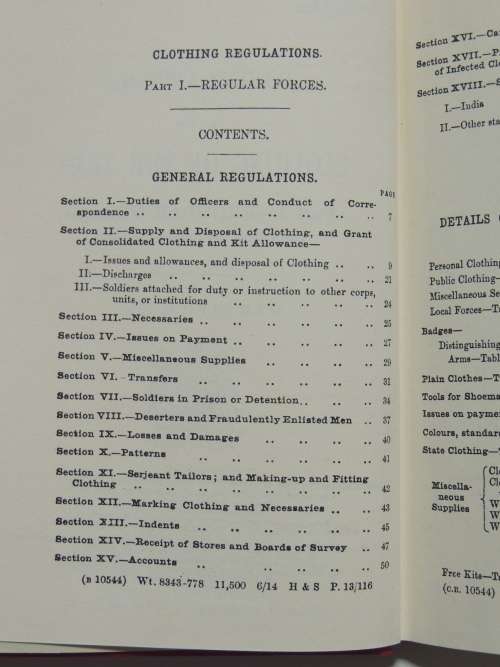 CLOTHING REGULATIONS.
PART I.—REGULAR FORCES.
CONTENTS.
GENERAL REGULATIONS.
PAGE
Section I.—Duties of Officers and Conduct of Corre-
spondence .. .. .. .. .. .. .. .. 7
Section II.—Supply and Disposal of Clothing, and Grant
of Consolidated Clothing and Kit Allowance—
I.—Issues and allowances, and disposal of Clothing .. .. 9
II.—Discharges .. .. .. .. .. .. .. 21
III.—Soldiers attached for duty or instruction to other corps,
units, or institutions .. .. .. .. 24
Section III.—Necessaries .. .. .. .. .. .. 25
Section IV.—Issues on Payment .. .. .. .. .. 27
Section V.—Miscellaneous Supplies .. .. .. .. 29
Section VI.—Transfers .. .. .. .. .. 31
Section VII.—Soldiers in Prison or Detention.. .. .. 34
Section VIII.—Deserters and Fraudulently Enlisted Men .. 37
Section IX.—Losses and Damages .. .. .. .. 40
Section X.—Patterns .. .. .. .. .. .. 41
Section XI.—Serjeant Tailors; and Making-up and Fitting
Clothing .. .. .. .. .. .. .. .. 42
Section XII.—Marking Clothing and Necessaries .. .. 43
Section XIII.—Indents .. .. .. .. .. 45
Section XIV.—Receipt of Stores and Boards of Survey .. 47
Section XV.—Accounts .. .. .. .. .. 50
(B 10544) Wt. 8343-778 11,500 6/14 H & S P. 13/116
Section XVI.—Ca
Section XVII.—P
of Infected Clo
Section XVIII.—S
I.—India
II.—Other sta
DETAILS
Personal Clothing
Public Clothing—
Miscellaneous Se
Local Forces—T
Badges—
Distinguishing
Arms—Tabl
Plain Clothes—T
Tools for Shoema
Issues on paymen
Colours, standard
State Clothing—
Miscella-
neous
Supplies
Clo
Cl
W
W
W
Free Kits—T
(C.R. 10544)